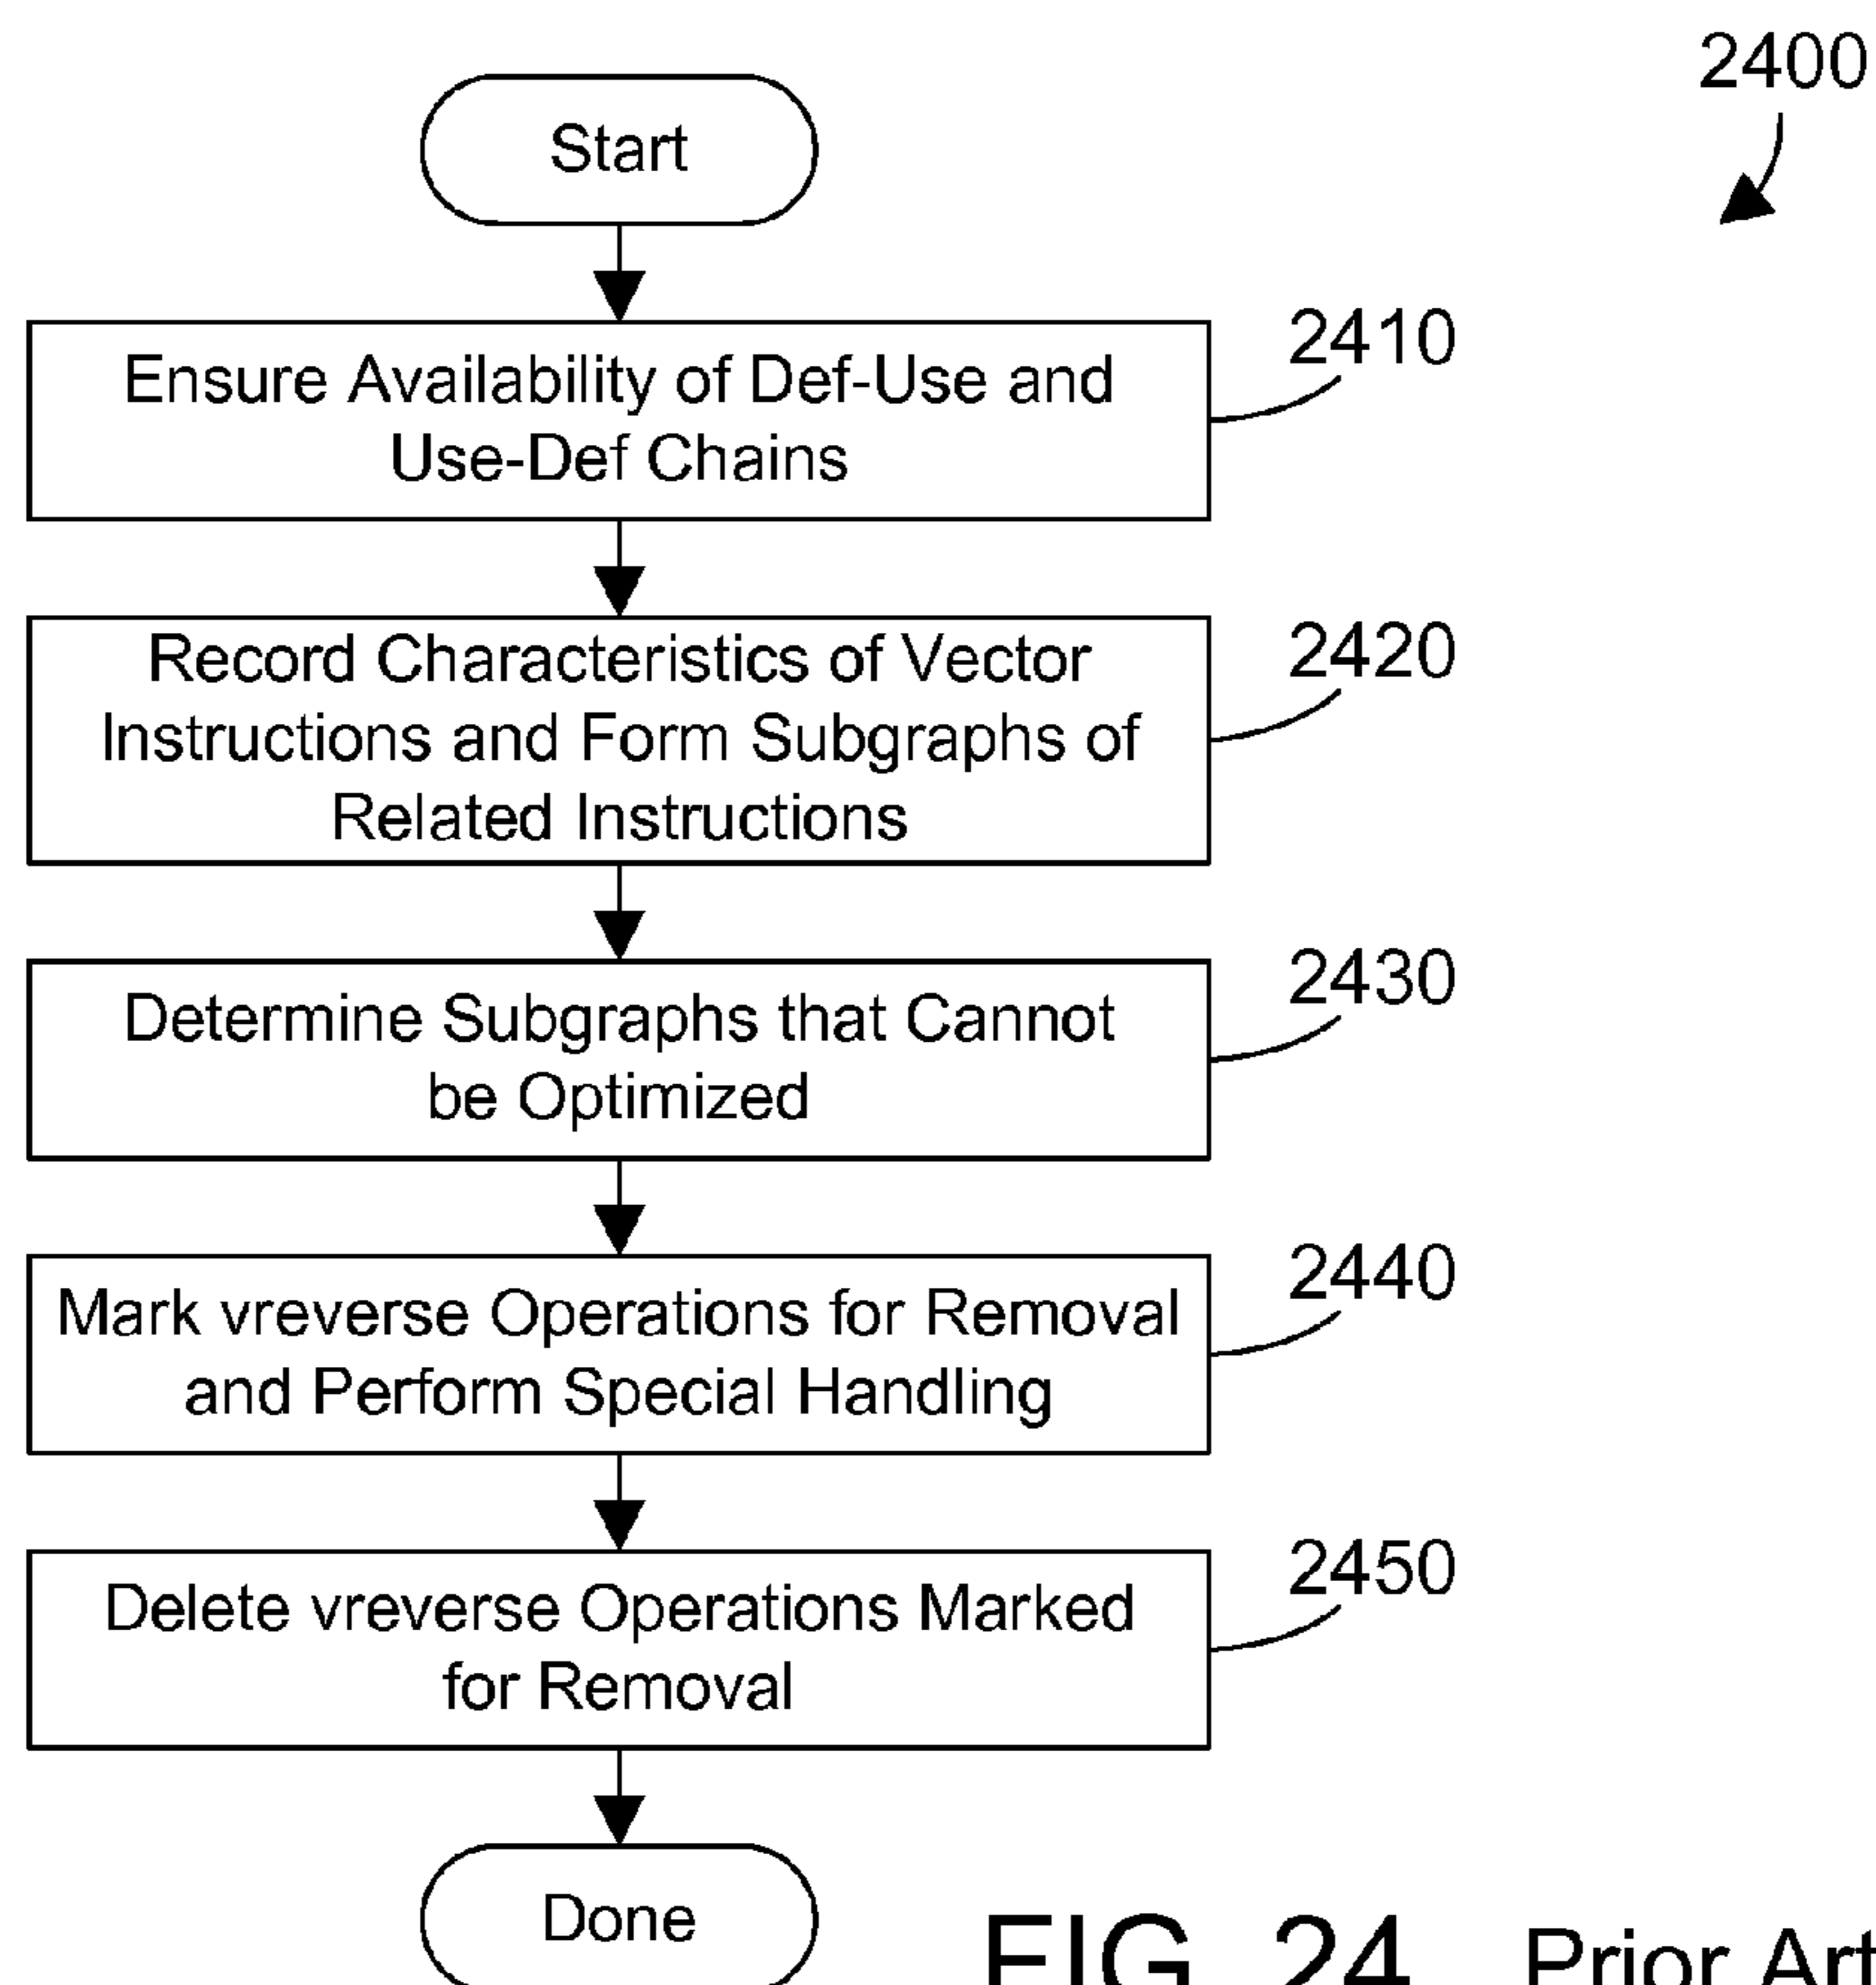 2400
Start
2410
Ensure Availability of Def-Use and
Use-Def Chains
2420
Record Characteristics of Vector
Instructions and Form Subgraphs of
Related Instructions
2430
Determine Subgraphs that Cannot
be Optimized
2440
Mark vreverse Operations for Removal
and Perform Special Handling
2450
Delete vreverse Operations Marked
for Removal
Done
FIG. 24 Prior Art